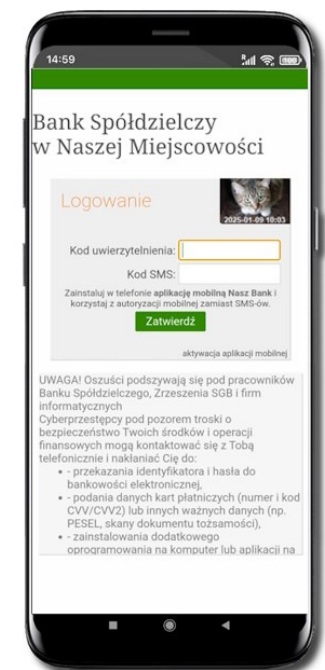 14:59
Bank Spółdzielczy
w Naszej Miejscowości
Logowanie
2025-01-09 10:03
Kod uwierzytelnienia:
Kod SMS:
Zainstaluj w telefonie aplikację mobilną Nasz Bank i
korzystaj z autoryzacji mobilnej zamiast SMS-ów.
Zatwierdź
aktywacja aplikacji mobilnej
UWAGA! Oszuści podszywają się pod pracowników
Banku Spółdzielczego, Zrzeszenia SGB i firm
informatycznych
Cyberprzestępcy pod pozorem troski o
bezpieczeństwo Twoich środków i operacji
finansowych mogą kontaktować się z Tobą
telefonicznie i nakłaniać Cię do:
- przekazania identyfikatora i hasła do
bankowości elektronicznej,
- podania danych kart płatniczych (numer i kod
CVV/CVV2) lub innych ważnych danych (np.
PESEL, skany dokumentu tożsamości),
- zainstalowania dodatkowego
oprogramowania na komputer lub aplikacji na